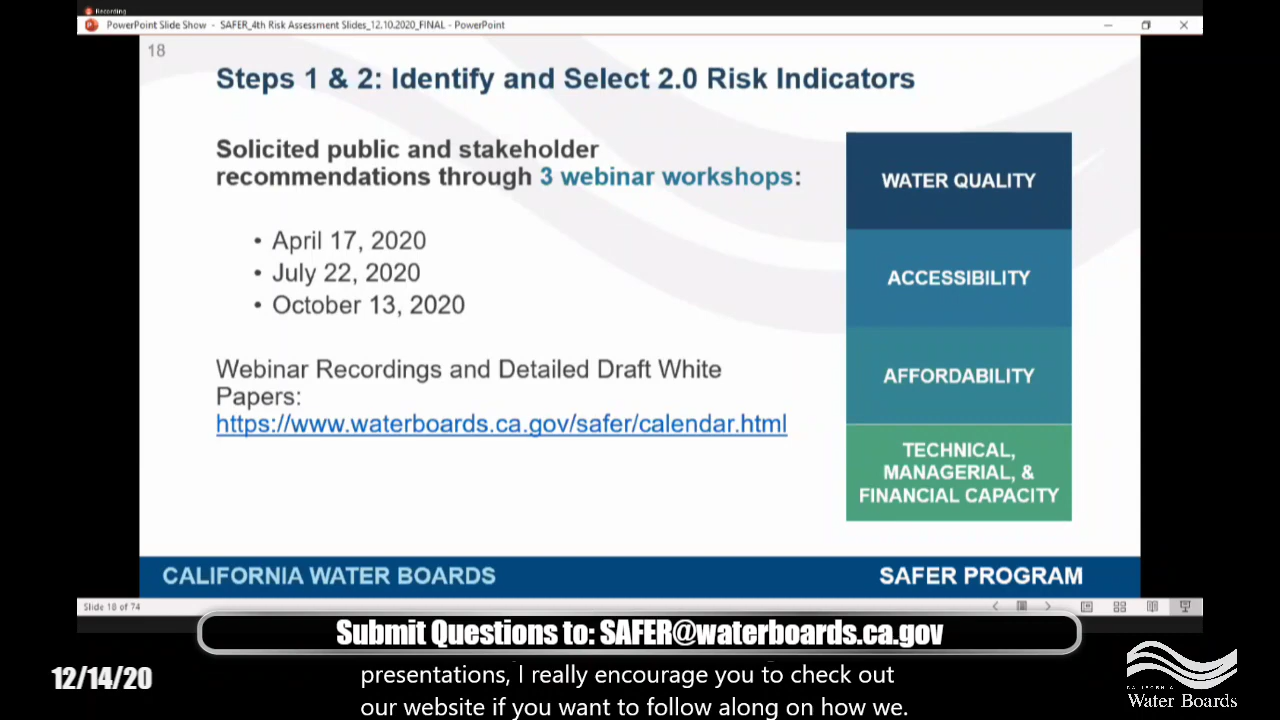 Recording
PowerPoint Slide Show - SAFER_4th Risk Assessment Slides_12.10.2020_FINAL - PowerPoint
18
Steps 1 & 2: Identify and Select 2.0 Risk Indicators
Solicited public and stakeholder
recommendations through 3 webinar workshops:
• April 17, 2020
• July 22, 2020
• October 13, 2020
Webinar Recordings and Detailed Draft White
Papers:
https://www.waterboards.ca.gov/safer/calendar.html
WATER QUALITY
ACCESSIBILITY
AFFORDABILITY
TECHNICAL,
MANAGERIAL, &
FINANCIAL CAPACITY
CALIFORNIA WATER BOARDS
SAFER PROGRAM
Slide 18 of 74
Submit Questions to: SAFER@waterboards.ca.gov
12/14/20
presentations, I really encourage you to check out
our website if you want to follow along on how we.
CALIFORNIA
Water Boards